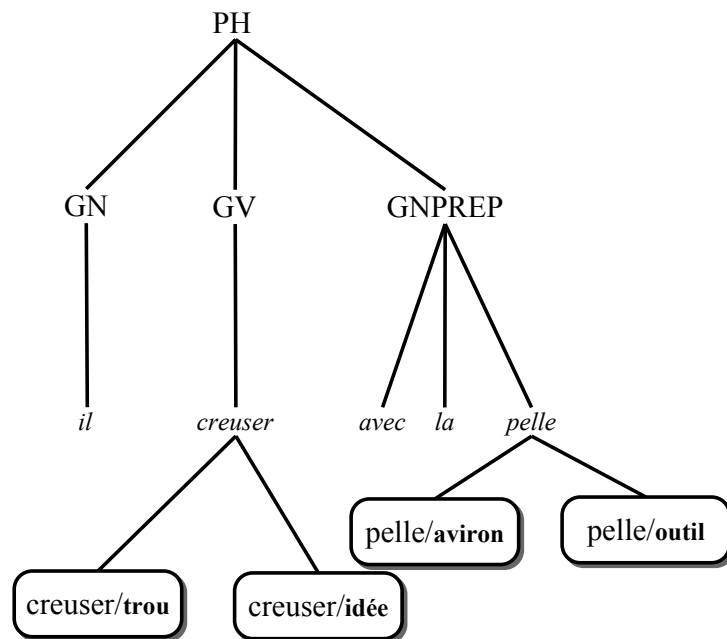 PH
GN GV GNPREP
il creuser avec la pelle
pelle/aviron pelle/outil
creuser/trou creuser/idée